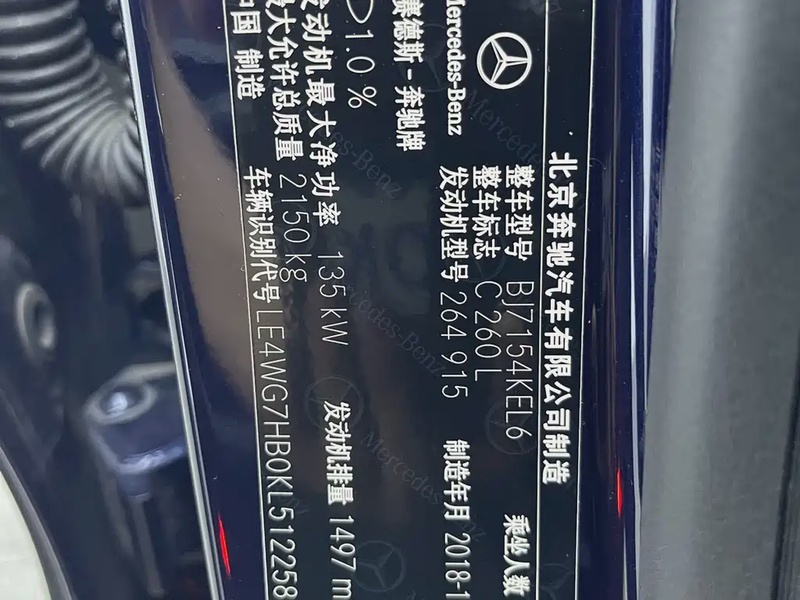 北京奔驰汽车有限公司制造
Mercedes-Benz
赛德斯-奔驰牌
整车型号 BJ7154KEL6 乘坐人数
整车标志 C 260 L
发动机型号 264 915 制造年月 2018-1
1.0 %
发动机最大净功率 135 kW 发动机排量 1497 m
最大允许总质量 2150 kg
中国 制造 车辆识别代号 LE4WG7HB0KL512258